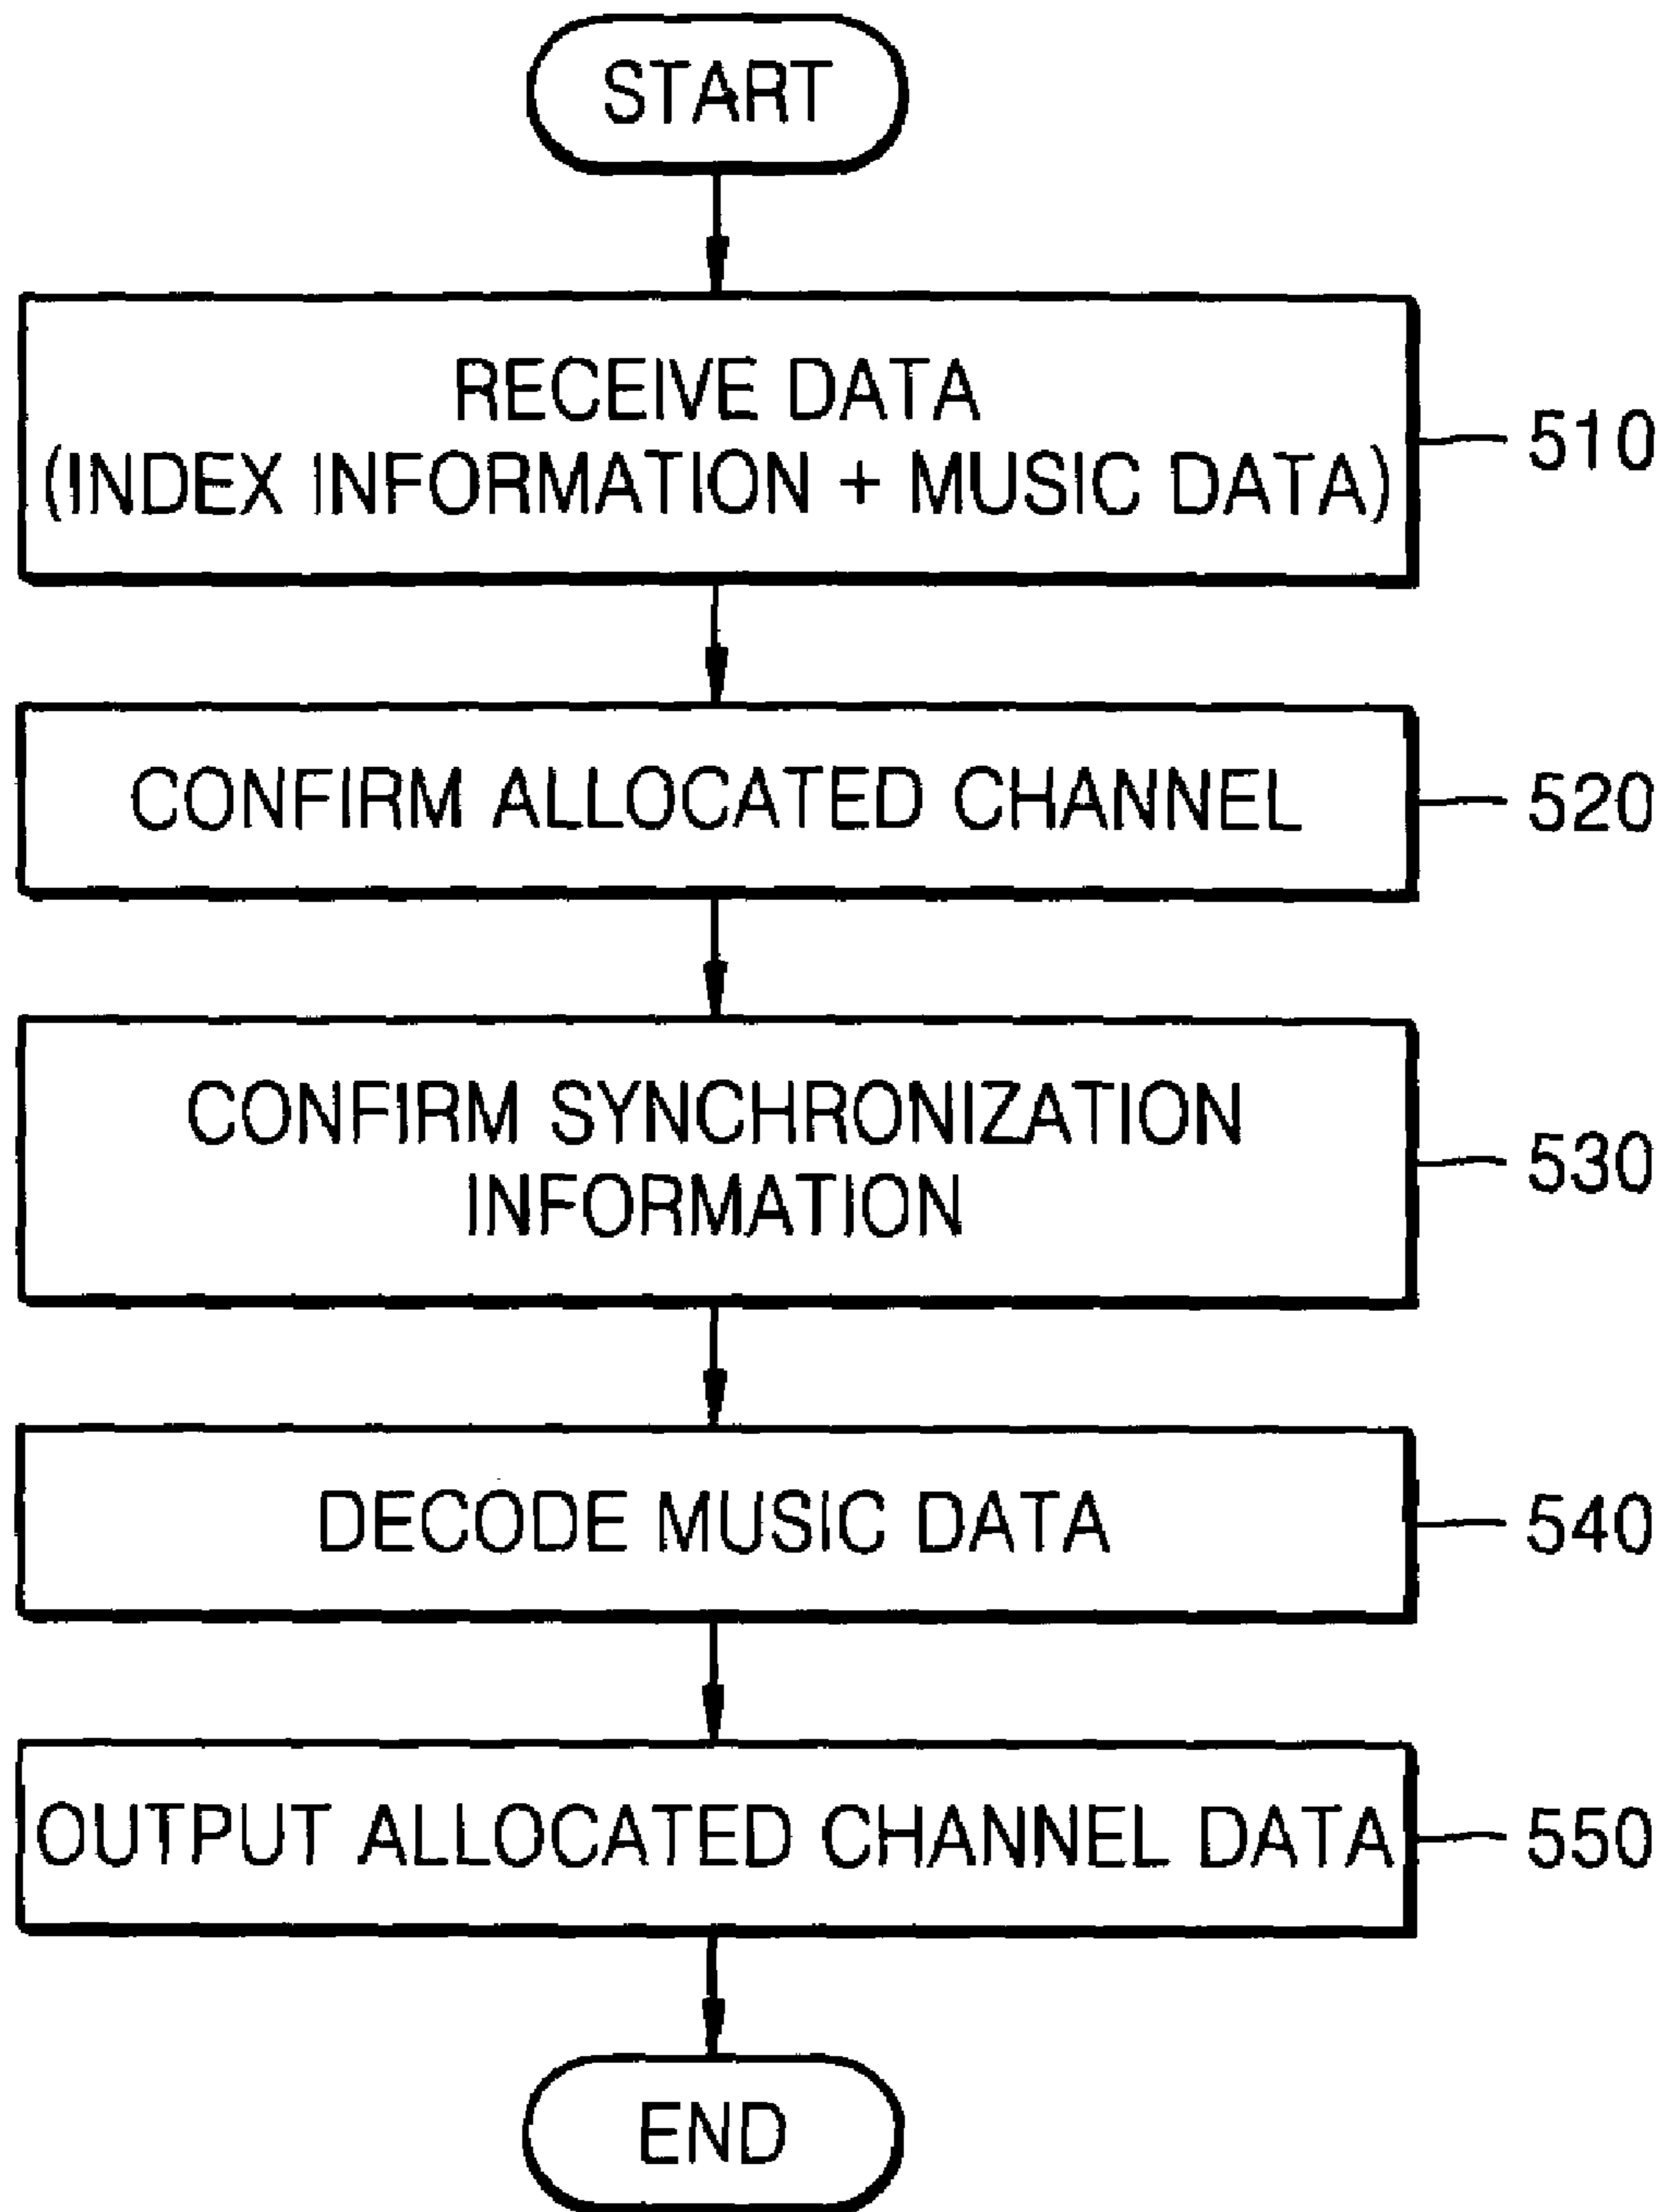 START
RECEIVE DATA
(INDEX INFORMATION + MUSIC DATA)
510
CONFIRM ALLOCATED CHANNEL
520
CONFIRM SYNCHRONIZATION
INFORMATION
530
DECODE MUSIC DATA
540
OUTPUT ALLOCATED CHANNEL DATA
550
END